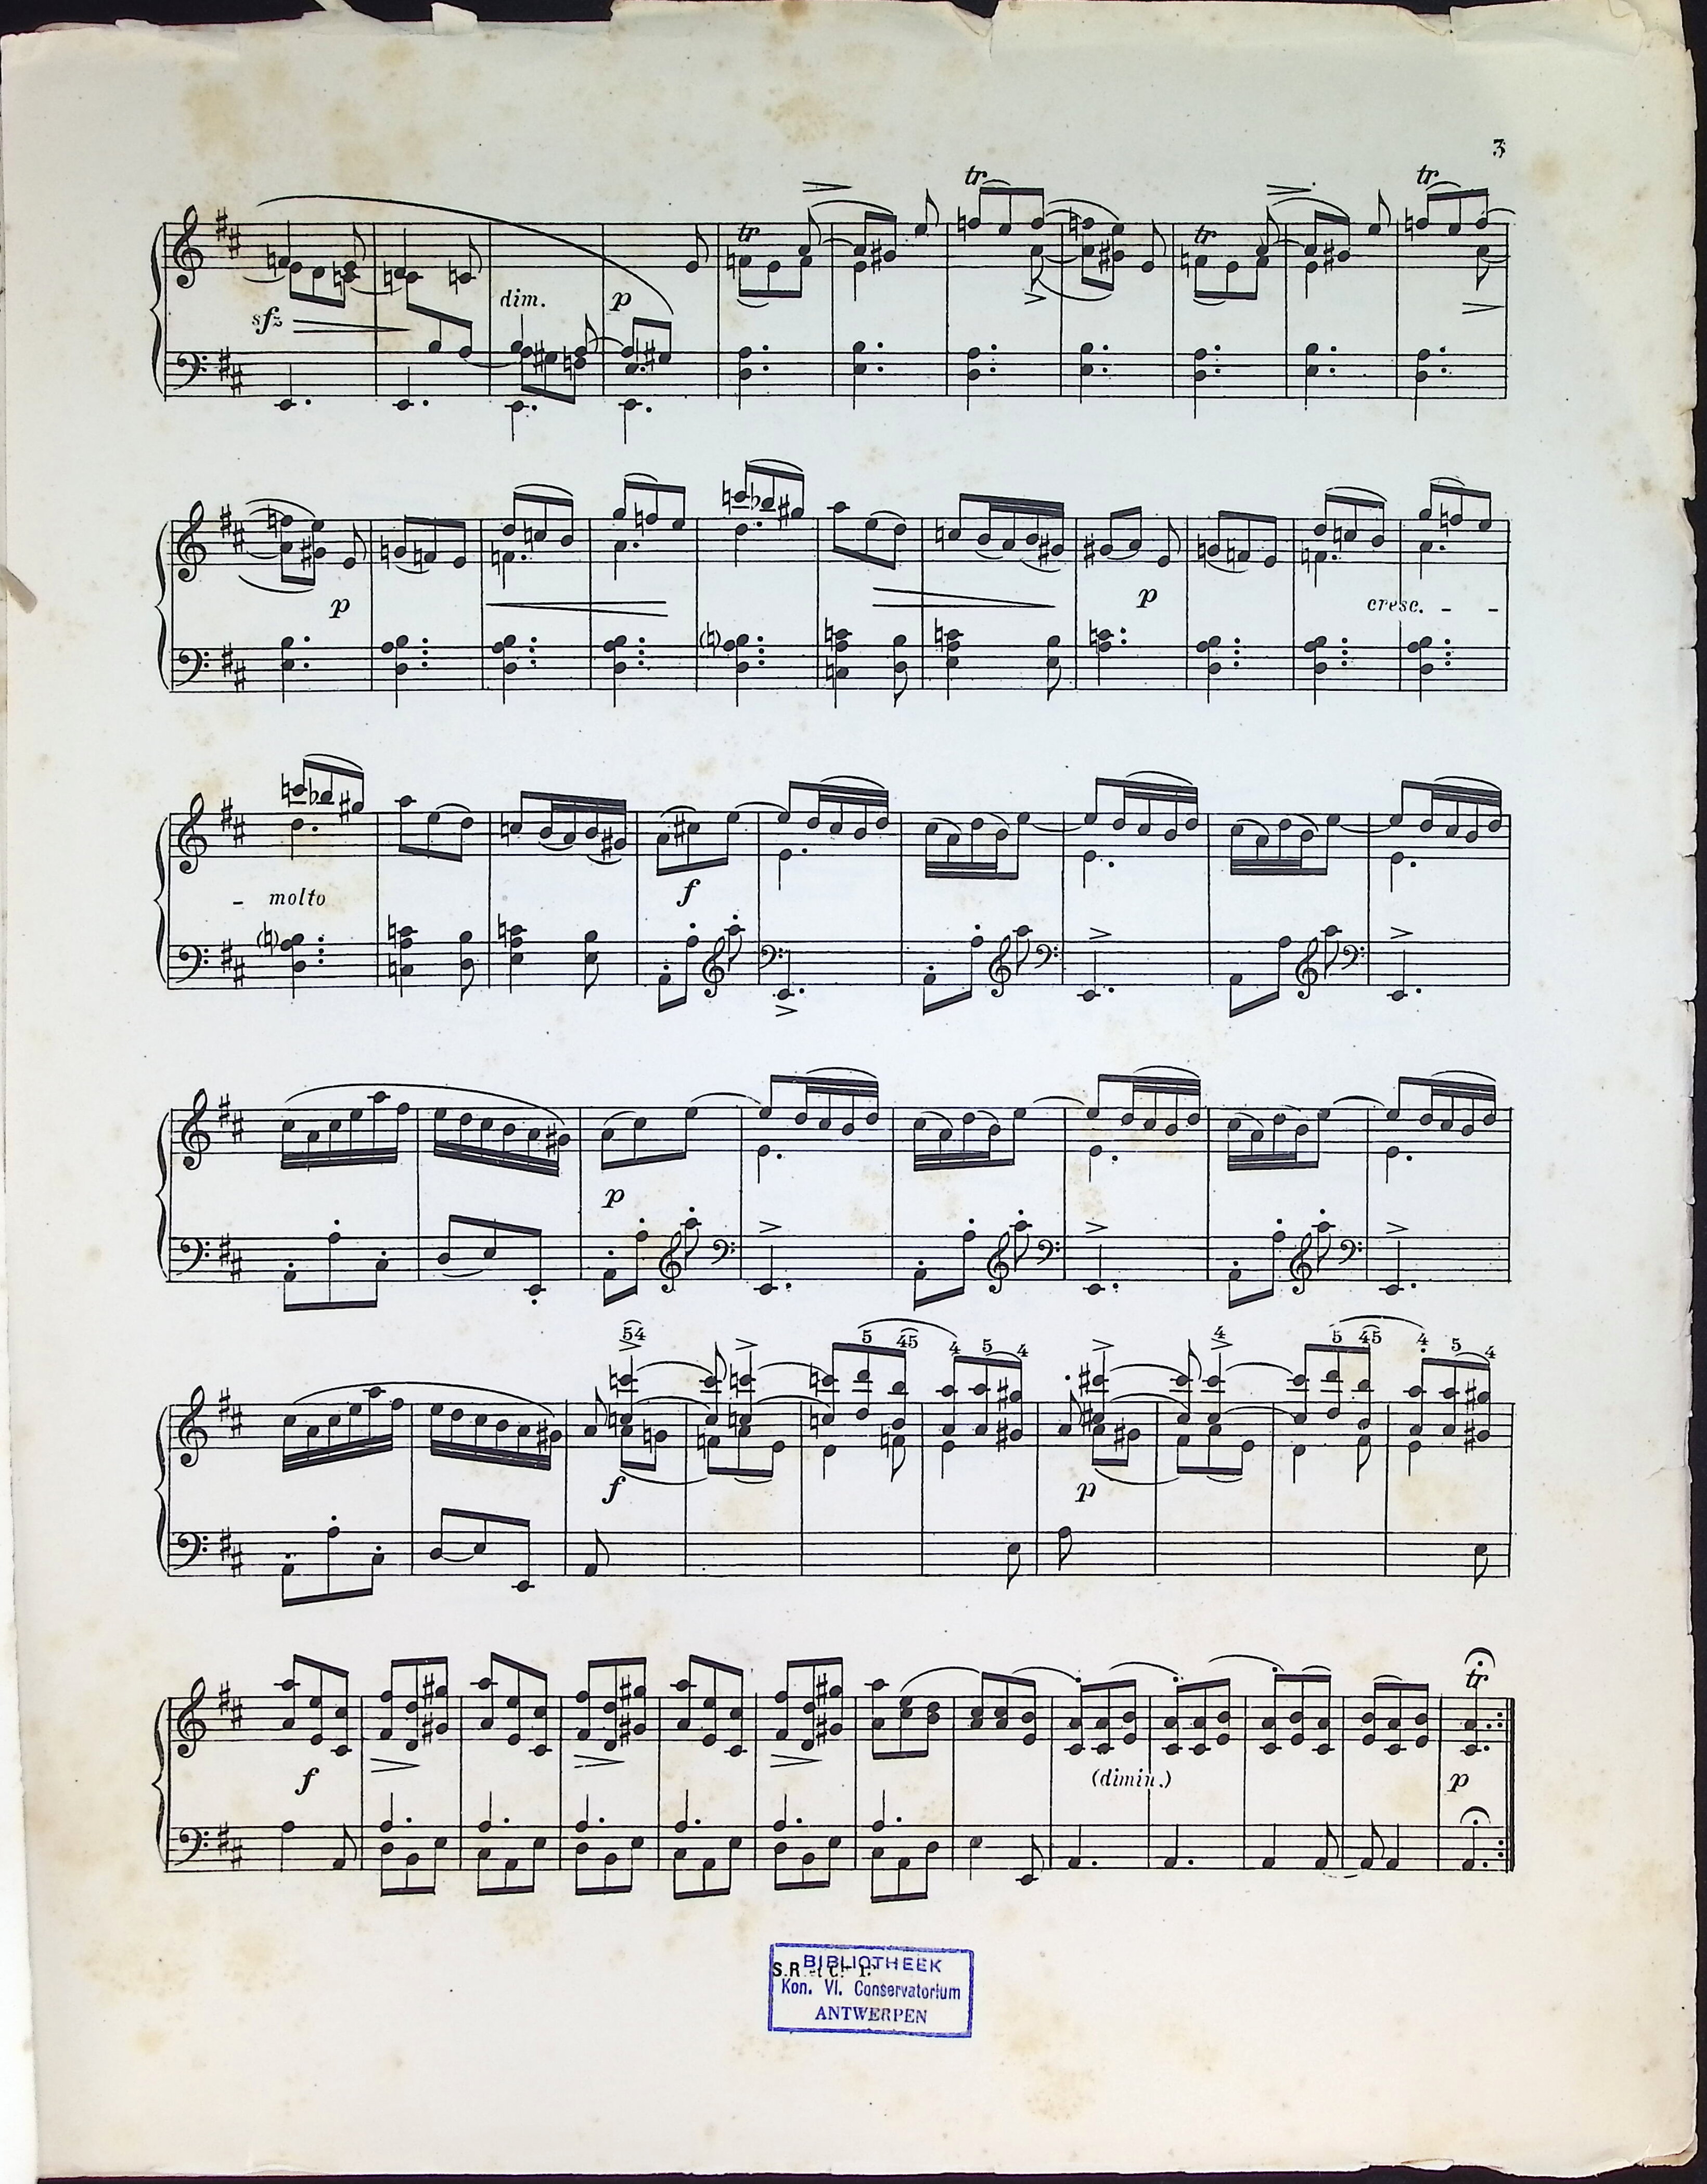 3
tr tr
tr tr
sfz dim. p
p p cresc. - -
- molto f
p
54 5 45 4 5 4 4 5 45 4 5 4
f p
tr
f (dimin.) p
BIBLIOTHEEK
S.R.
Kon. Vl. Conservatorium
ANTWERPEN